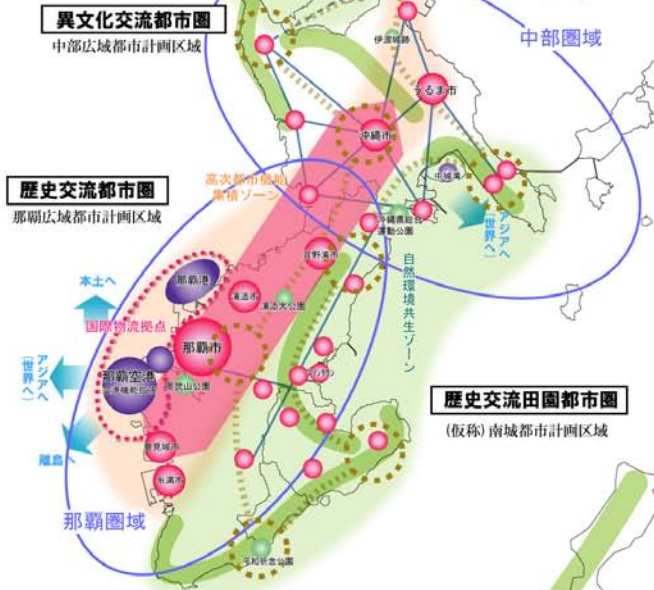 異文化交流都市圏
中部広域都市計画区域
伊波城跡
中部圏域
うるま市
沖縄市
高次都市機能
集積ゾーン
中城湾
歴史交流都市圏
那覇広域都市計画区域
沖縄県総合
運動公園
アジアへ
(世界へ)
宜野湾市
自然環境共生ゾーン
本土へ
那覇港
浦添市
浦添大公園
国際物流拠点
那覇市
アジアへ
(世界へ)
那覇空港
奥武山公園
歴史交流田園都市圏
(仮称)南城都市計画区域
離島へ
豊見城市
糸満市
那覇圏域
平和祈念公園